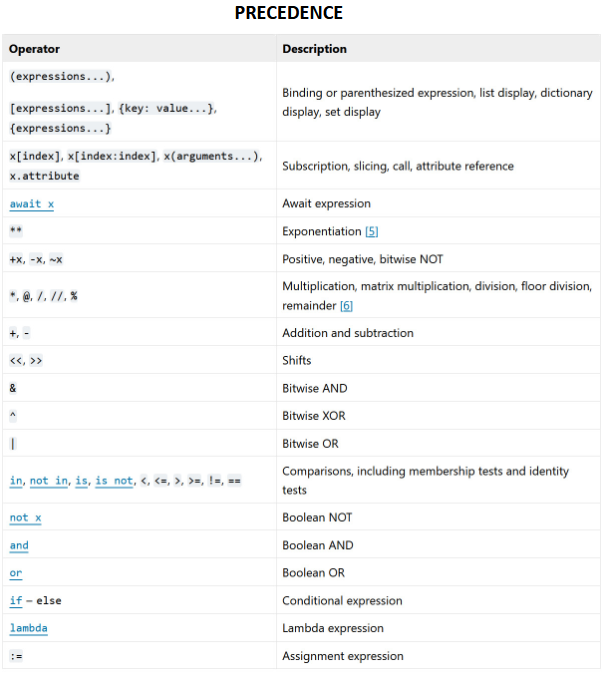 PRECEDENCE
Operator Description
(expressions...),
[expressions...], {key: value...},
{expressions...}
Binding or parenthesized expression, list display, dictionary
display, set display
x[index], x[index:index], x(arguments...),
x.attribute
Subscription, slicing, call, attribute reference
await x Await expression
** Exponentiation [5]
+x, -x, ~x Positive, negative, bitwise NOT
*, @, /, //, % Multiplication, matrix multiplication, division, floor division,
remainder [6]
+, - Addition and subtraction
<<, >> Shifts
& Bitwise AND
^ Bitwise XOR
| Bitwise OR
in, not in, is, is not, <, <=, >, >=, !=, == Comparisons, including membership tests and identity
tests
not x Boolean NOT
and Boolean AND
or Boolean OR
if – else Conditional expression
lambda Lambda expression
:= Assignment expression